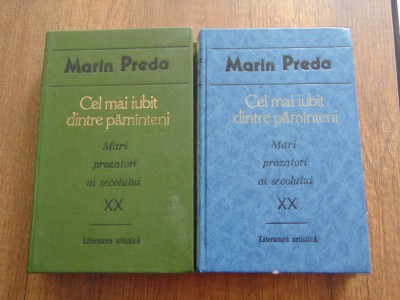 Marin Preda
Cel mai iubit
dintre pămînteni
Mari
prozatori
ai secolului
XX
Literatura artistică
Marin Preda
Cel mai iubit
dintre pămînteni
Mari
prozatori
ai secolului
XX
Literatura artistică